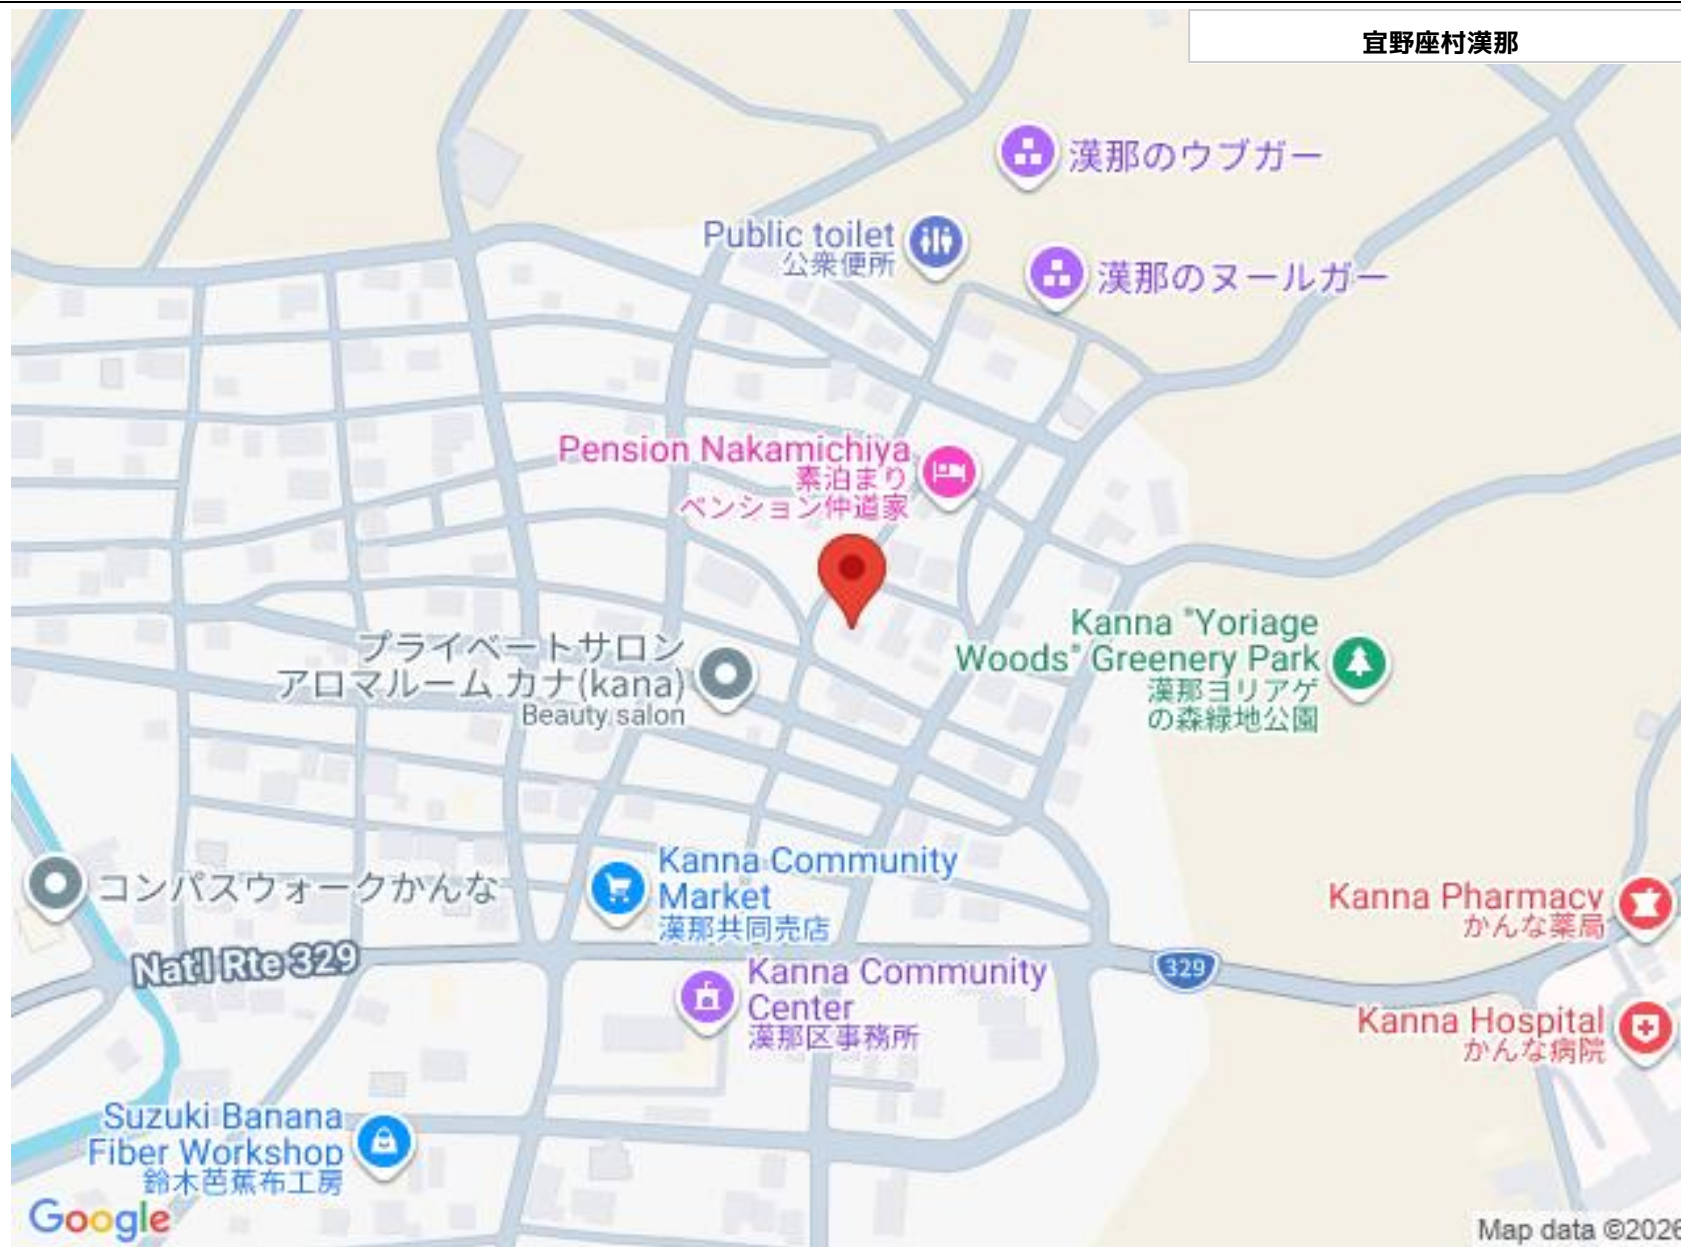 宜野座村漢那
漢那のウブガー
Public toilet
公衆便所
漢那のヌールガー
Pension Nakamichiya
素泊まり
ペンション仲道家
プライベートサロン
アロマルーム カナ(kana)
Beauty salon
Kanna "Yoriage
Woods" Greenery Park
漢那ヨリアゲ
の森緑地公園
コンパスウォークかんな
Kanna Community
Market
漢那共同売店
Kanna Pharmacy
かんな薬局
Nat'l Rte 329
329
Kanna Community
Center
漢那区事務所
Kanna Hospital
かんな病院
Suzuki Banana
Fiber Workshop
鈴木芭蕉布工房
Google
Map data ©2026